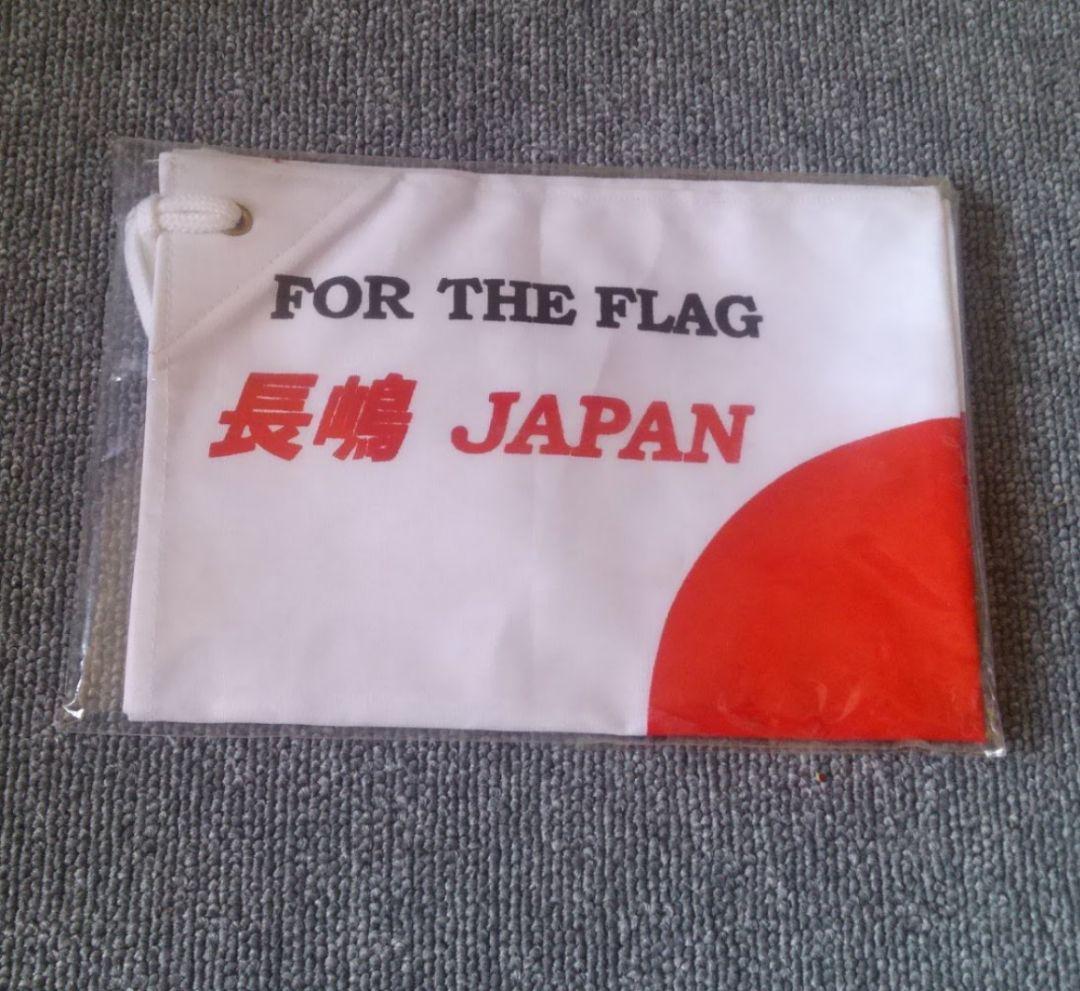 FOR THE FLAG
長嶋 JAPAN